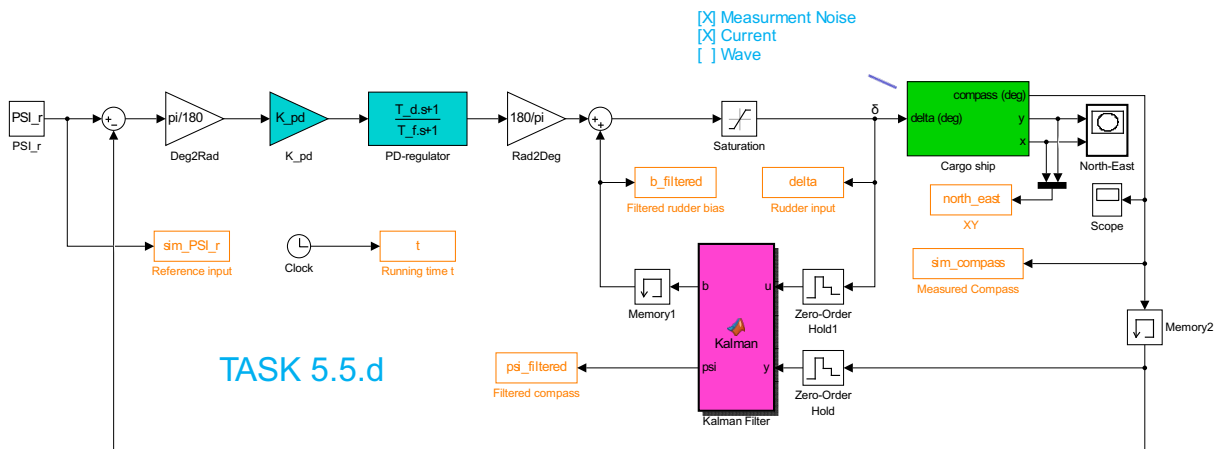 [X] Measurment Noise
[X] Current
[ ] Wave
PSI_r
PSI_r
+
−
pi/180
Deg2Rad
K_pd
K_pd
T_d.s+1
T_f.s+1
PD-regulator
180/pi
Rad2Deg
+
+
Saturation
δ
delta (deg)
compass (deg)
y
x
Cargo ship
North-East
b_filtered
Filtered rudder bias
delta
Rudder input
north_east
XY
Scope
sim_PSI_r
Reference input
Clock
t
Running time t
sim_compass
Measured Compass
Memory1
b
u
Zero-Order
Hold1
Memory2
Kalman
TASK 5.5.d
psi_filtered
Filtered compass
psi
y
Zero-Order
Hold
Kalman Filter